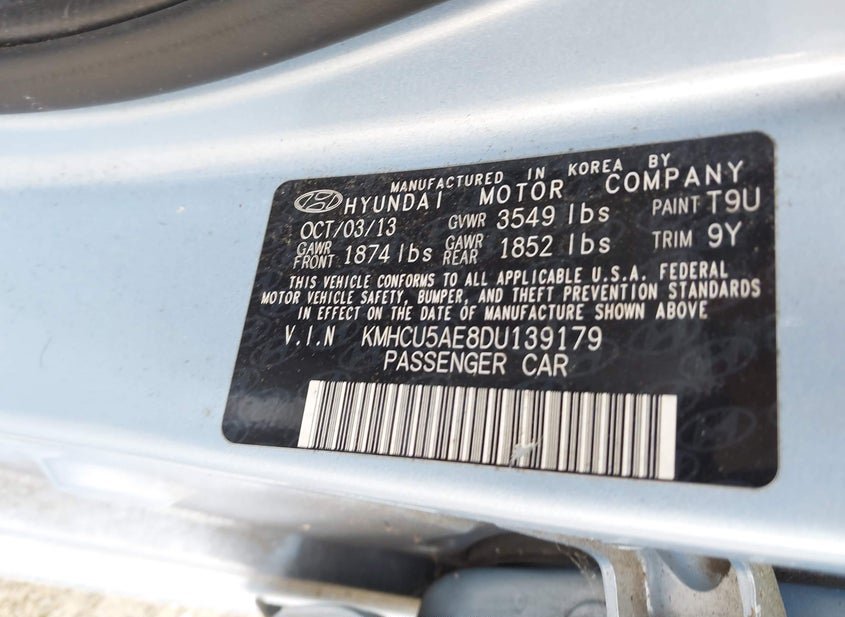 MANUFACTURED IN KOREA BY
HYUNDAI MOTOR COMPANY
OCT/03/13 GVWR 3549 lbs PAINT T9U
GAWR FRONT 1874 lbs GAWR REAR 1852 lbs TRIM 9Y
THIS VEHICLE CONFORMS TO ALL APPLICABLE U.S.A. FEDERAL
MOTOR VEHICLE SAFETY, BUMPER, AND THEFT PREVENTION STANDARDS
IN EFFECT ON THE DATE OF MANUFACTURE SHOWN ABOVE
V.I.N KMHCU5AE8DU139179
PASSENGER CAR